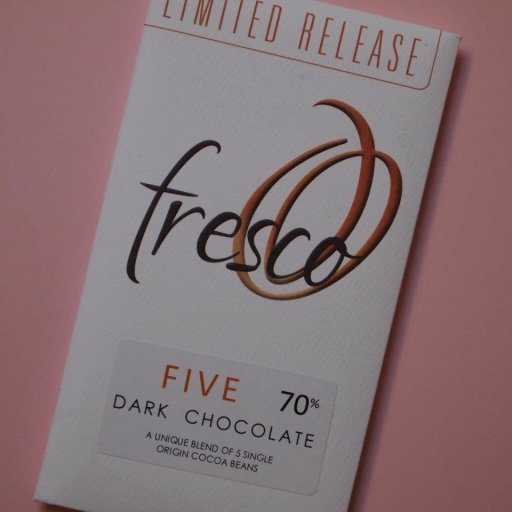 LIMITED RELEASE
fresco
FIVE 70%
DARK CHOCOLATE
A UNIQUE BLEND OF 5 SINGLE
ORIGIN COCOA BEANS